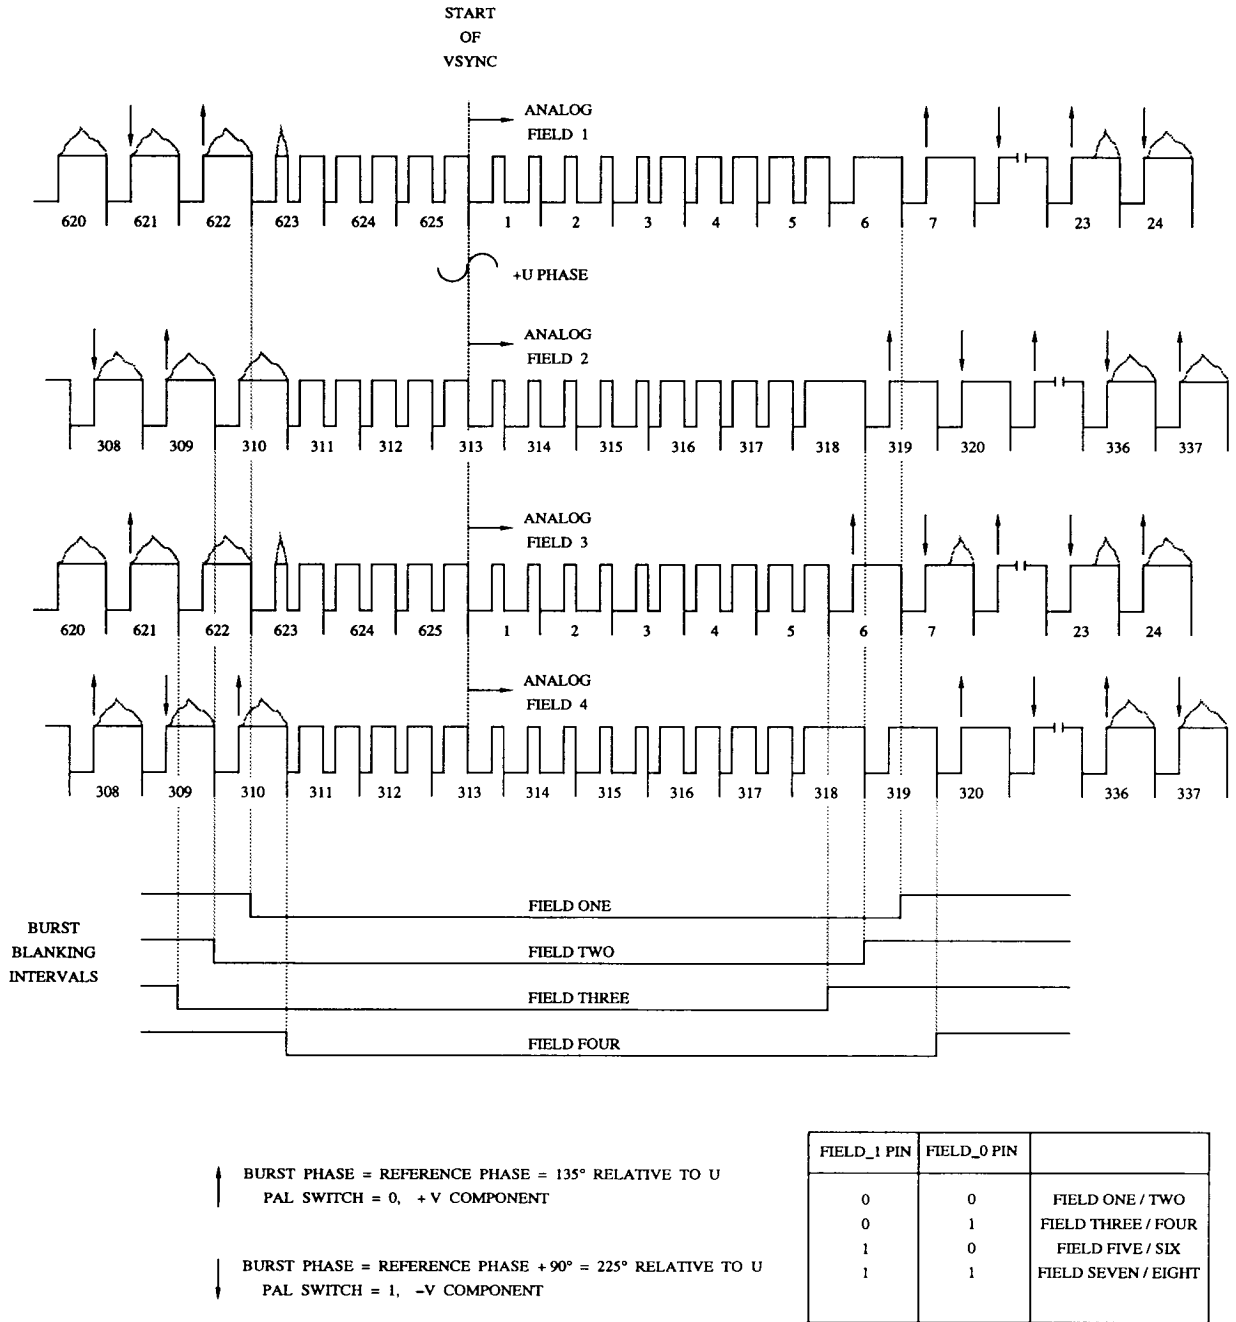 START
OF
VSYNC
ANALOG
FIELD 1
620 621 622 623 624 625 1 2 3 4 5 6 7 23 24
+U PHASE
ANALOG
FIELD 2
308 309 310 311 312 313 314 315 316 317 318 319 320 336 337
ANALOG
FIELD 3
620 621 622 623 624 625 1 2 3 4 5 6 7 23 24
ANALOG
FIELD 4
308 309 310 311 312 313 314 315 316 317 318 319 320 336 337
BURST
BLANKING
INTERVALS
FIELD ONE
FIELD TWO
FIELD THREE
FIELD FOUR
BURST PHASE = REFERENCE PHASE = 135° RELATIVE TO U
PAL SWITCH = 0, + V COMPONENT
BURST PHASE = REFERENCE PHASE +90° = 225° RELATIVE TO U
PAL SWITCH = 1, –V COMPONENT
FIELD_1 PIN FIELD_0 PIN
0 0 FIELD ONE / TWO
0 1 FIELD THREE / FOUR
1 0 FIELD FIVE / SIX
1 1 FIELD SEVEN / EIGHT